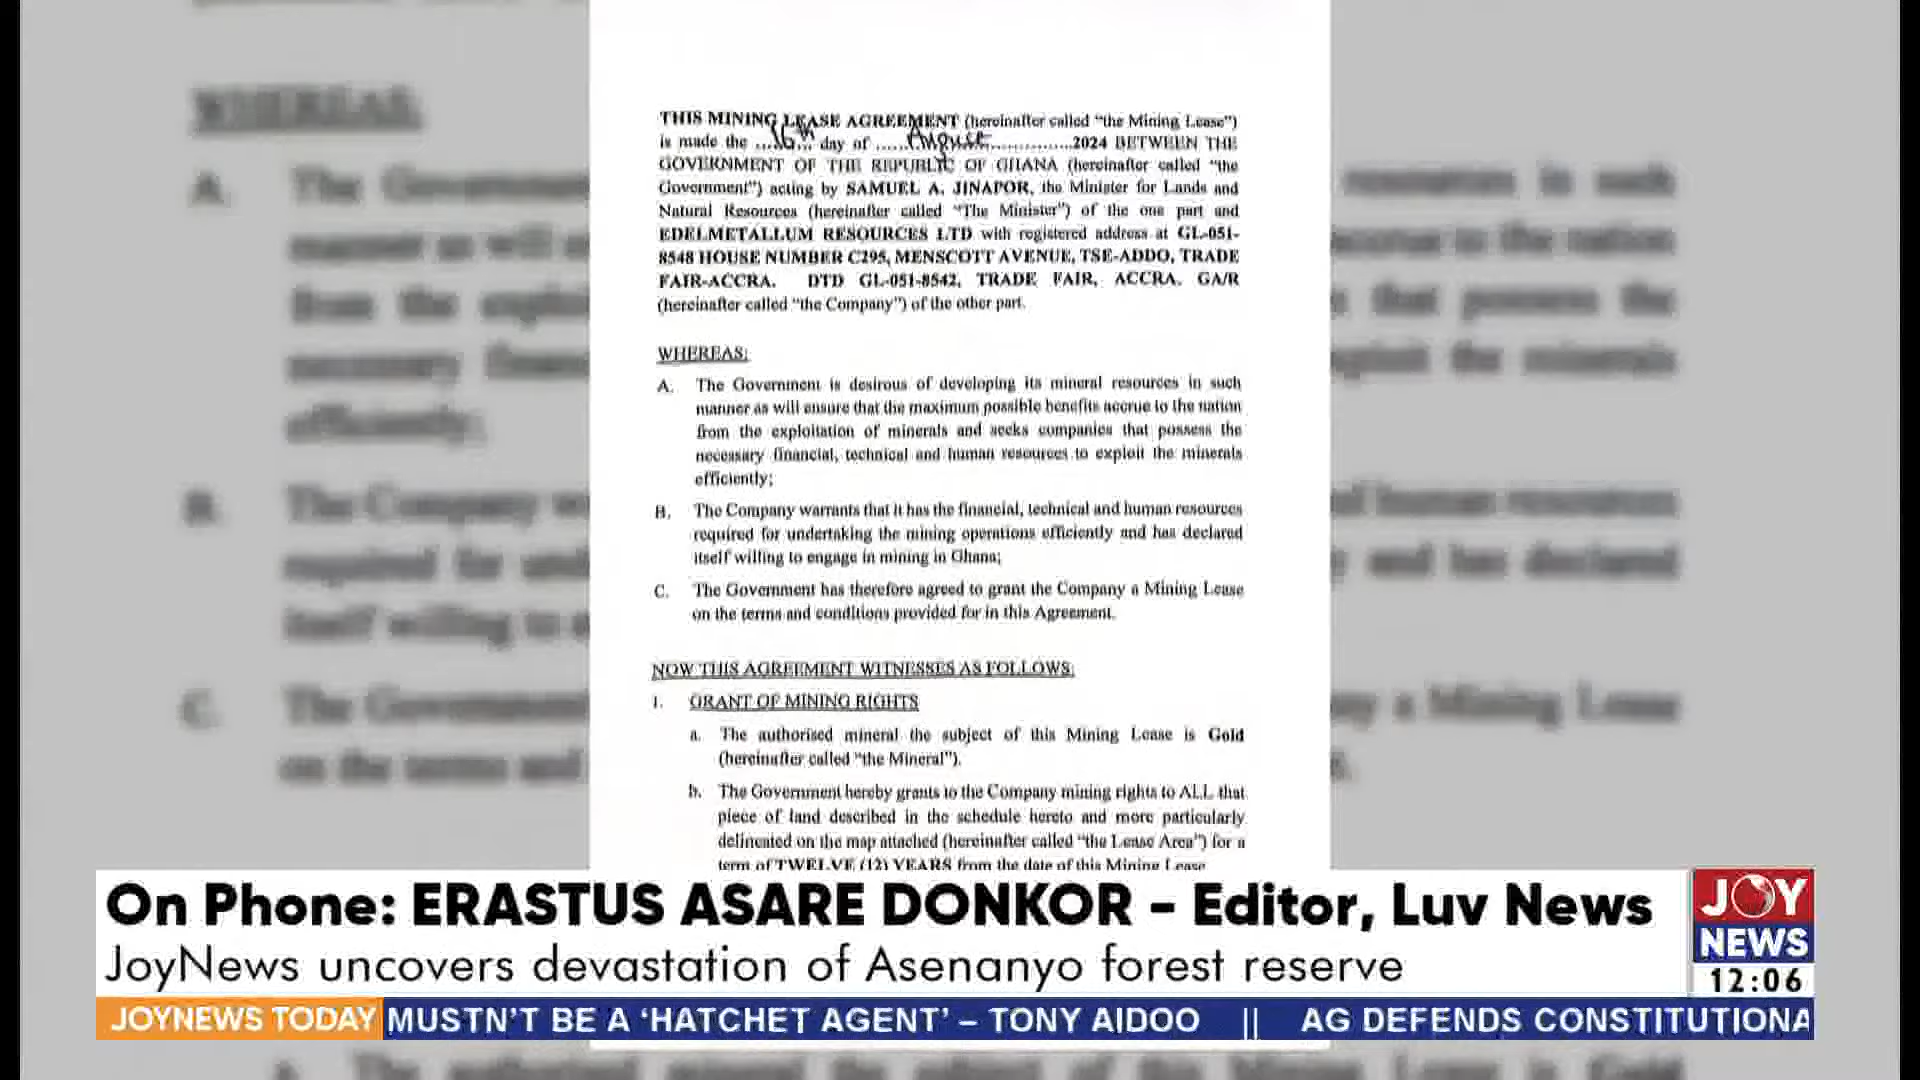 THIS MINING LEASE AGREEMENT (hereinafter called “the Mining Lease”)
is made the ....16th... day of ......August..............2024 BETWEEN THE
GOVERNMENT OF THE REPUBLIC OF GHANA (hereinafter called “the
Government”) acting by SAMUEL A. JINAPOR, the Minister for Lands and
Natural Resources (hereinafter called “The Minister”) of the one part and
EDELMETALLUM RESOURCES LTD with registered address at GL-051-
8548 HOUSE NUMBER C295, MENSCOTT AVENUE, TSE-ADDO, TRADE
FAIR-ACCRA. DTD GL-051-8542, TRADE FAIR, ACCRA. GA/R
(hereinafter called “the Company”) of the other part.
WHEREAS:
A. The Government is desirous of developing its mineral resources in such
manner as will ensure that the maximum possible benefits accrue to the nation
from the exploitation of minerals and seeks companies that possess the
necessary financial, technical and human resources to exploit the minerals
efficiently;
B. The Company warrants that it has the financial, technical and human resources
required for undertaking the mining operations efficiently and has declared
itself willing to engage in mining in Ghana;
C. The Government has therefore agreed to grant the Company a Mining Lease
on the terms and conditions provided for in this Agreement.
NOW THIS AGREEMENT WITNESSES AS FOLLOWS:
1. GRANT OF MINING RIGHTS
a. The authorised mineral the subject of this Mining Lease is Gold
(hereinafter called “the Mineral”).
b. The Government hereby grants to the Company mining rights to ALL that
piece of land described in the schedule hereto and more particularly
delineated on the map attached (hereinafter called “the Lease Area”) for a
term of TWELVE (12) YEARS from the date of this Mining Lease
On Phone: ERASTUS ASARE DONKOR – Editor, Luv News
JoyNews uncovers devastation of Asenanyo forest reserve
JOY
NEWS
12:06
JOYNEWS TODAY MUSTN’T BE A ‘HATCHET AGENT’ – TONY AIDOO || AG DEFENDS CONSTITUTIONA